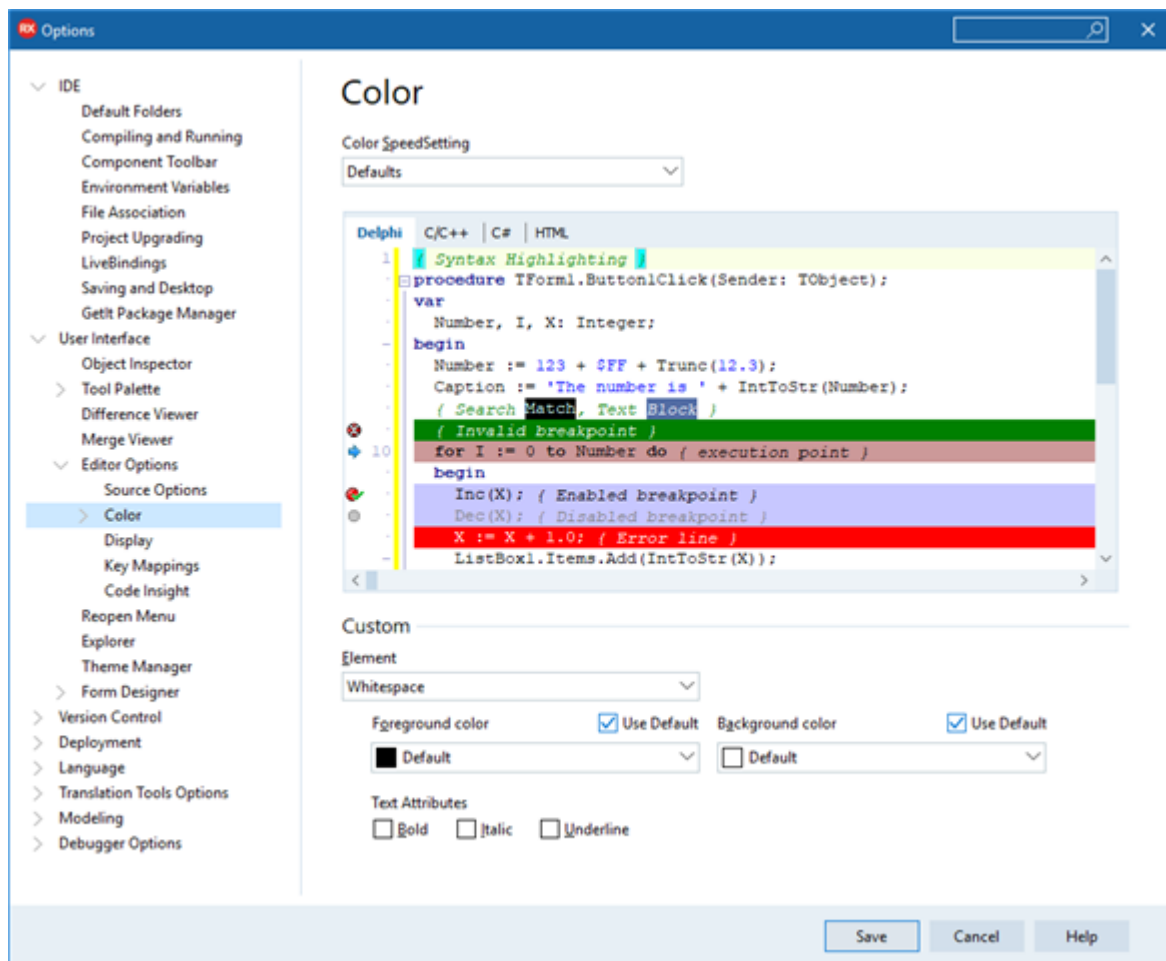 RX Options
IDE
Default Folders
Compiling and Running
Component Toolbar
Environment Variables
File Association
Project Upgrading
LiveBindings
Saving and Desktop
GetIt Package Manager
User Interface
Object Inspector
Tool Palette
Difference Viewer
Merge Viewer
Editor Options
Source Options
Color
Display
Key Mappings
Code Insight
Reopen Menu
Explorer
Theme Manager
Form Designer
Version Control
Deployment
Language
Translation Tools Options
Modeling
Debugger Options
Color
Color SpeedSetting
Defaults
Delphi C/C++ C# HTML
1 { Syntax Highlighting }
procedure TForm1.Button1Click(Sender: TObject);
var
Number, I, X: Integer;
begin
Number := 123 + $FF + Trunc(12.3);
Caption := 'The number is ' + IntToStr(Number);
{ Search Match, Text Block }
{ Invalid breakpoint }
10 for I := 0 to Number do { execution point }
begin
Inc(X); { Enabled breakpoint }
Dec(X); { Disabled breakpoint }
X := X + 1.0; { Error line }
ListBox1.Items.Add(IntToStr(X));
Custom
Element
Whitespace
Foreground color Use Default Background color Use Default
Default Default
Text Attributes
Bold Italic Underline
Save Cancel Help